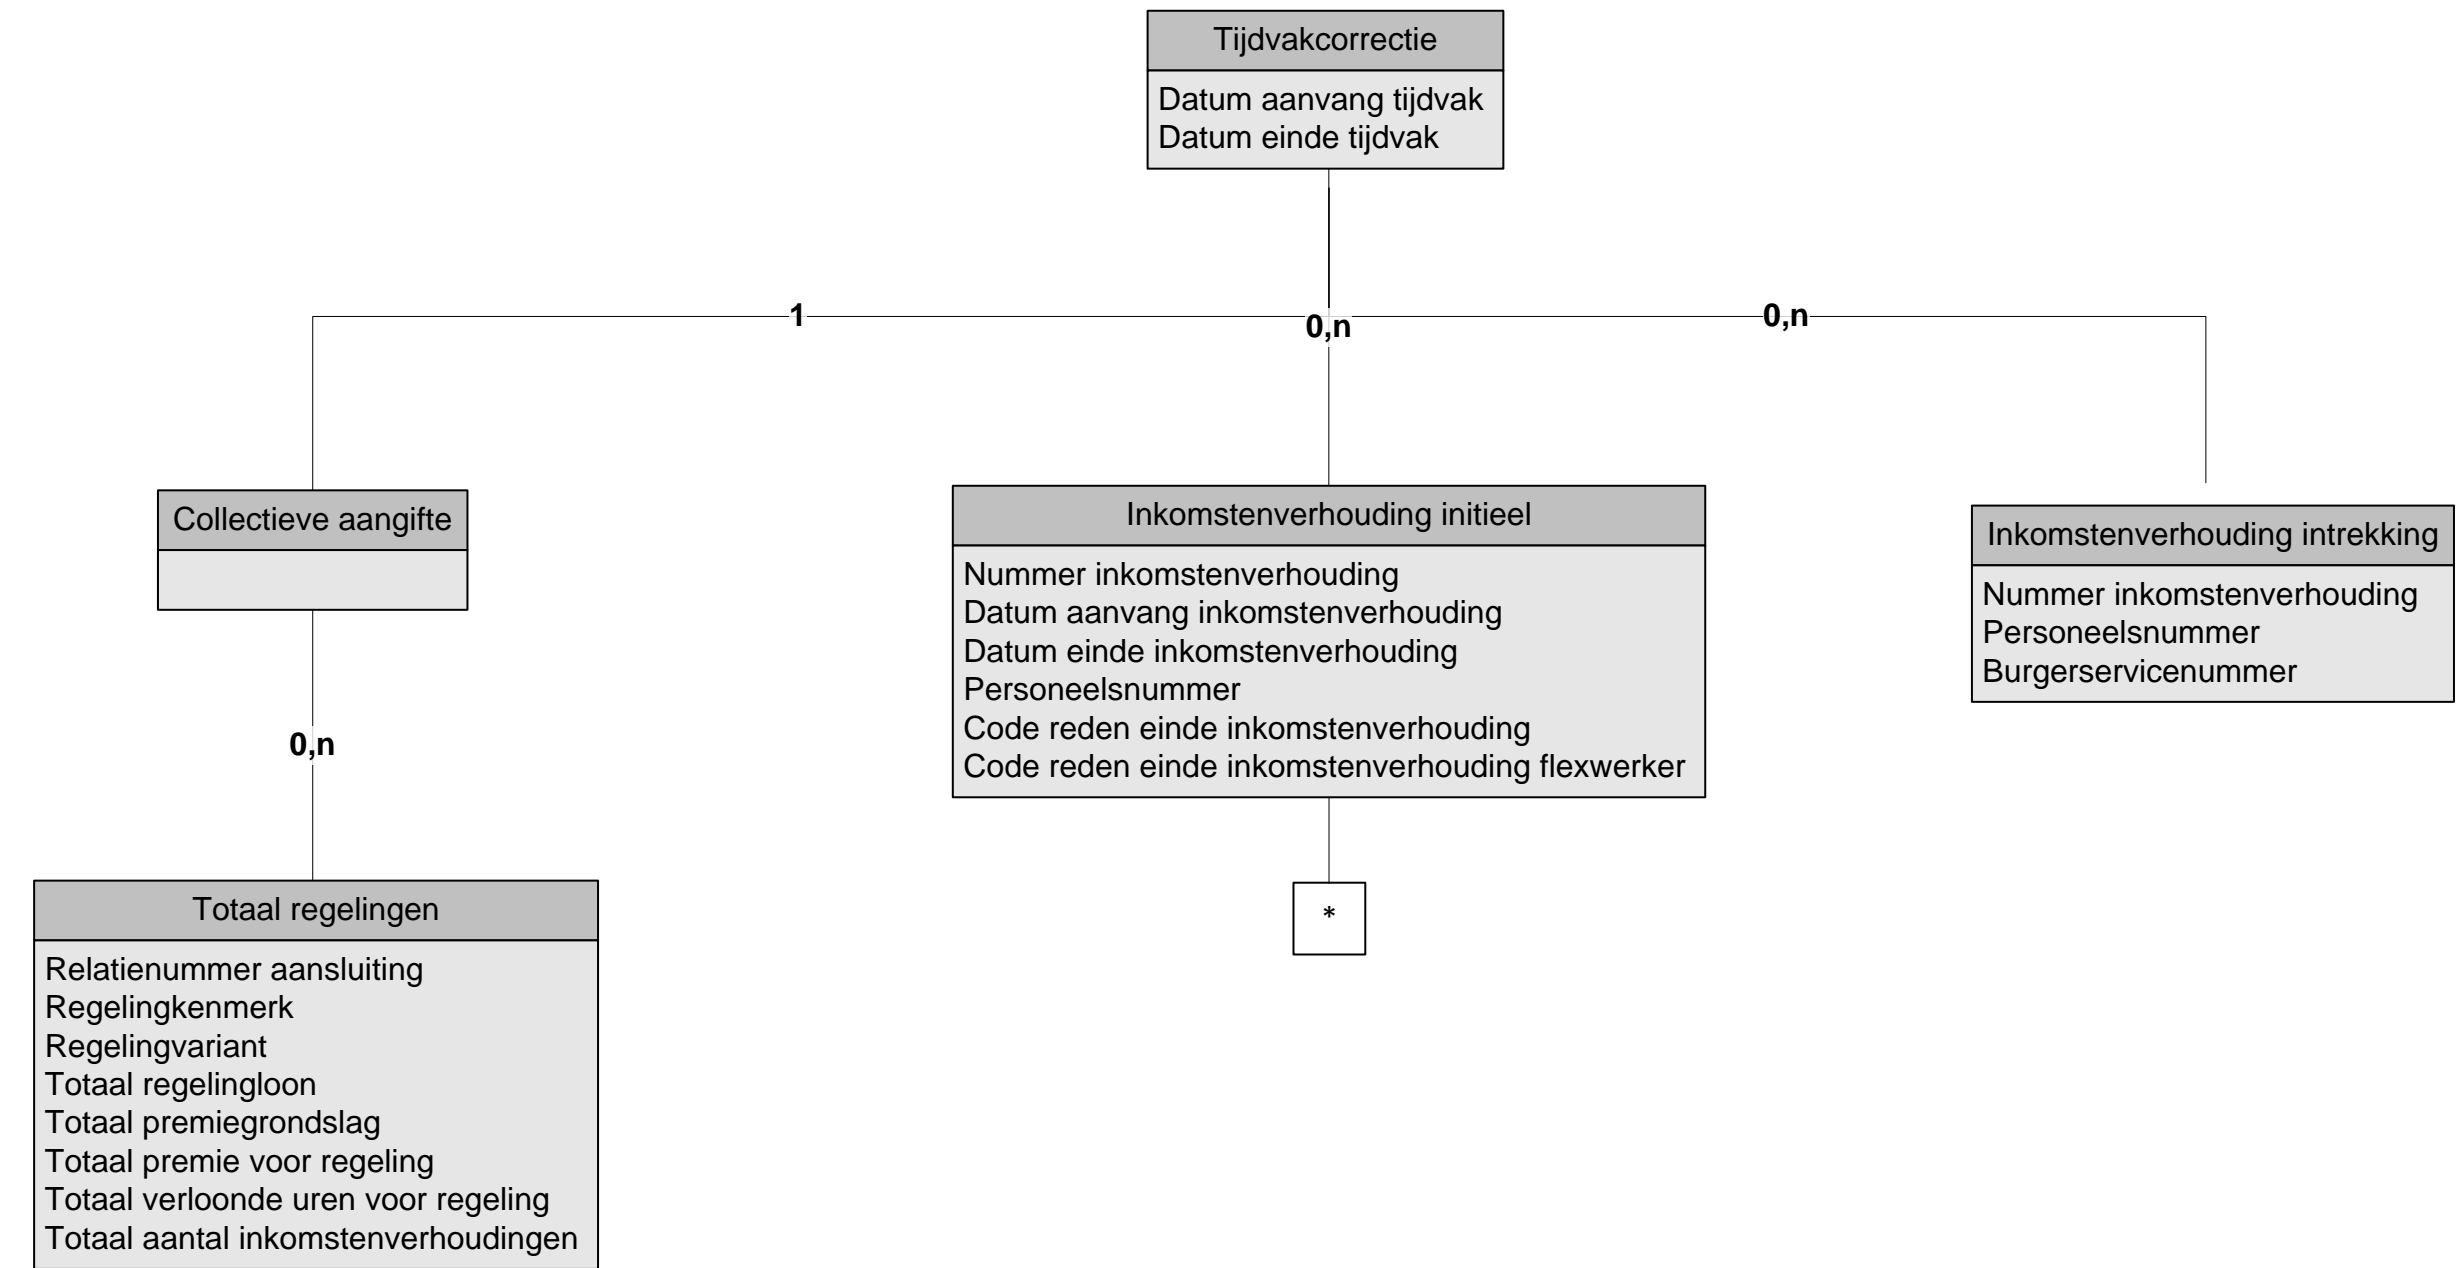 Tijdvakcorrectie
Datum aanvang tijdvak
Datum einde tijdvak
1
0,n
0,n
Collectieve aangifte
Inkomstenverhouding initieel
Nummer inkomstenverhouding
Datum aanvang inkomstenverhouding
Datum einde inkomstenverhouding
Personeelsnummer
Code reden einde inkomstenverhouding
Code reden einde inkomstenverhouding flexwerker
Inkomstenverhouding intrekking
Nummer inkomstenverhouding
Personeelsnummer
Burgerservicenummer
0,n
*
Totaal regelingen
Relatienummer aansluiting
Regelingkenmerk
Regelingvariant
Totaal regelingloon
Totaal premiegrondslag
Totaal premie voor regeling
Totaal verloonde uren voor regeling
Totaal aantal inkomstenverhoudingen